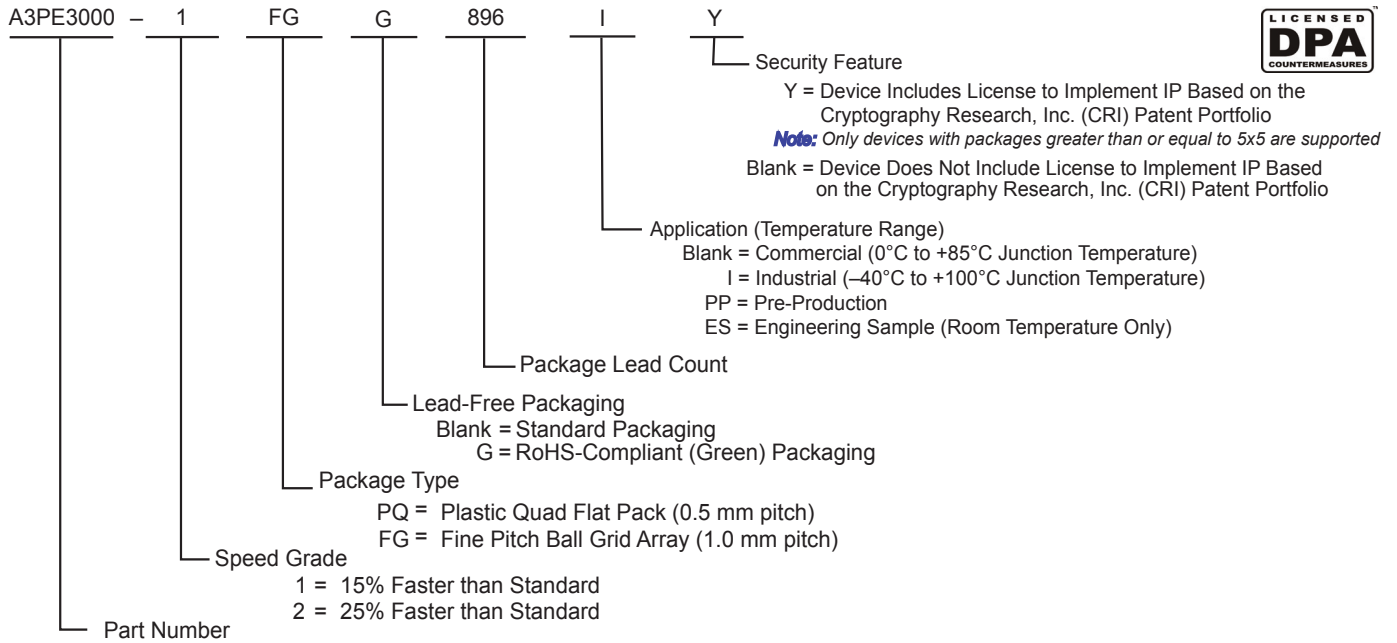 A3PE3000 – 1 FG G 896 I Y
LICENSED
DPA
COUNTERMEASURES
™
Security Feature
Y = Device Includes License to Implement IP Based on the
Cryptography Research, Inc. (CRI) Patent Portfolio
Note: Only devices with packages greater than or equal to 5x5 are supported
Blank = Device Does Not Include License to Implement IP Based
on the Cryptography Research, Inc. (CRI) Patent Portfolio
Application (Temperature Range)
Blank = Commercial (0°C to +85°C Junction Temperature)
I = Industrial (–40°C to +100°C Junction Temperature)
PP = Pre-Production
ES = Engineering Sample (Room Temperature Only)
Package Lead Count
Lead-Free Packaging
Blank = Standard Packaging
G = RoHS-Compliant (Green) Packaging
Package Type
PQ = Plastic Quad Flat Pack (0.5 mm pitch)
FG = Fine Pitch Ball Grid Array (1.0 mm pitch)
Speed Grade
1 = 15% Faster than Standard
2 = 25% Faster than Standard
Part Number